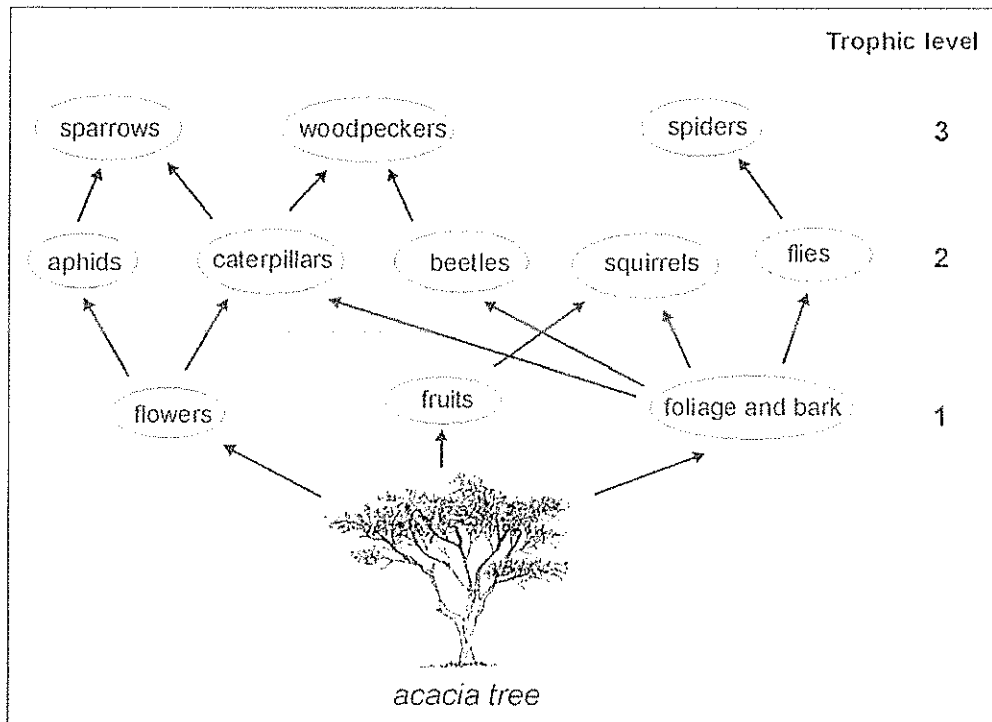 Trophic level
sparrows woodpeckers spiders 3
aphids caterpillars beetles squirrels flies 2
flowers fruits foliage and bark 1
acacia tree